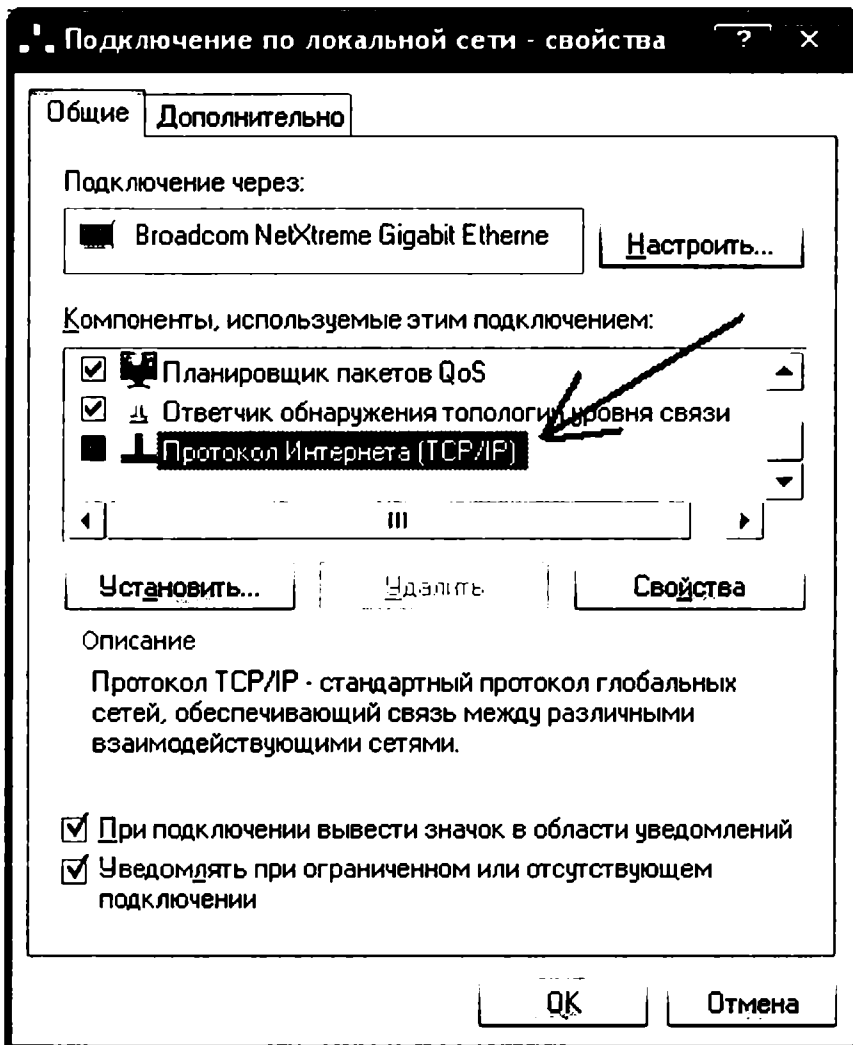 Подключение по локальной сети - свойства ? ×
Общие Дополнительно
Подключение через:
Broadcom NetXtreme Gigabit Etherne
Настроить...
Компоненты, используемые этим подключением:
Планировщик пакетов QoS
Ответчик обнаружения топологии уровня связи
Протокол Интернета (TCP/IP)
Установить... Удалить Свойства
Описание
Протокол TCP/IP - стандартный протокол глобальных
сетей, обеспечивающий связь между различными
взаимодействующими сетями.
При подключении вывести значок в области уведомлений
Уведомлять при ограниченном или отсутствующем
подключении
OK Отмена